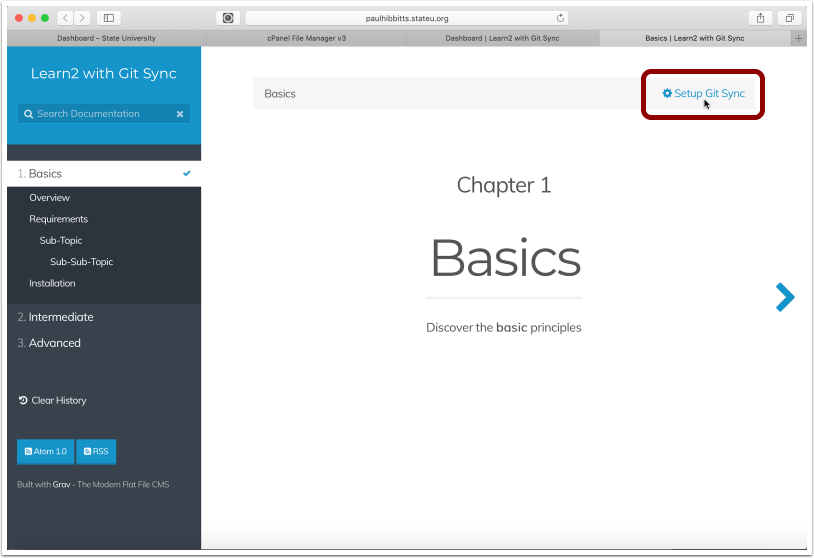 paulhibbitts.stateu.org
Dashboard – State University
cPanel File Manager v3
Dashboard | Learn2 with Git Sync
Basics | Learn2 with Git Sync
Learn2 with Git Sync
Search Documentation
Basics
Setup Git Sync
1. Basics
Overview
Requirements
Sub-Topic
Sub-Sub-Topic
Installation
2. Intermediate
3. Advanced
Clear History
Atom 1.0
RSS
Built with Grav - The Modern Flat File CMS
Chapter 1
Basics
Discover the basic principles